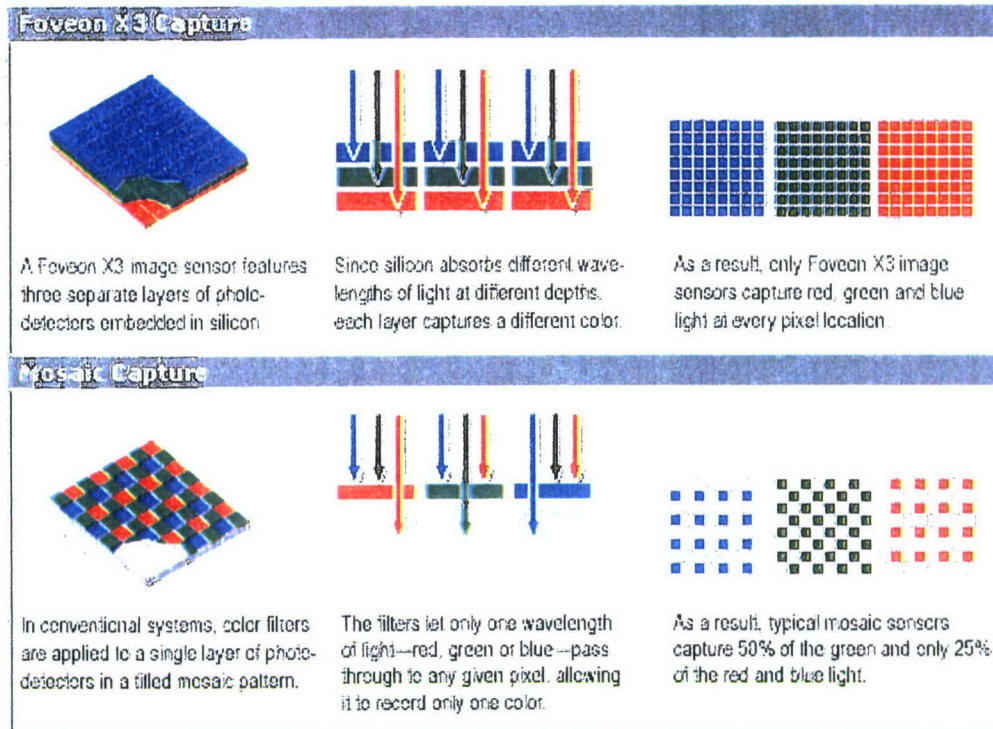 Foveon X3 Capture
A Foveon X3 image sensor features
three separate layers of photo-
detectors embedded in silicon
Since silicon absorbs different wave-
lengths of light at different depths,
each layer captures a different color.
As a result, only Foveon X3 image
sensors capture red, green and blue
light at every pixel location
Mosaic Capture
In conventional systems, color filters
are applied to a single layer of photo-
detectors in a tiled mosaic pattern.
The filters let only one wavelength
of light—red, green or blue—pass
through to any given pixel, allowing
it to record only one color.
As a result, typical mosaic sensors
capture 50% of the green and only 25%
of the red and blue light.